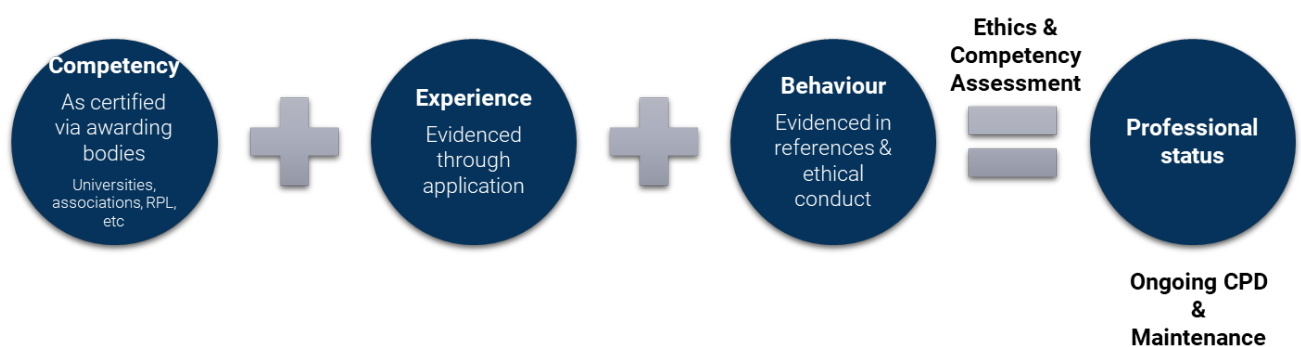 Competency
As certified
via awarding
bodies
Universities,
associations, RPL,
etc
Experience
Evidenced
through
application
Behaviour
Evidenced in
references &
ethical
conduct
Ethics &
Competency
Assessment
Professional
status
Ongoing CPD
&
Maintenance